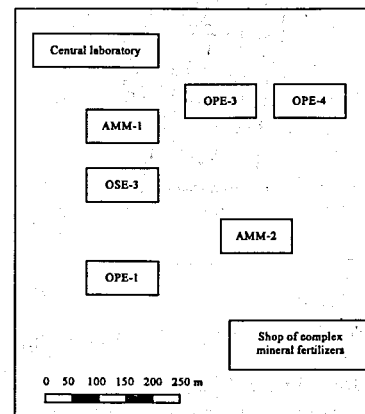 Central laboratory
OPE-3
OPE-4
AMM-1
OSE-3
AMM-2
OPE-1
Shop of complex
mineral fertilizers
0 50 100 150 200 250 m